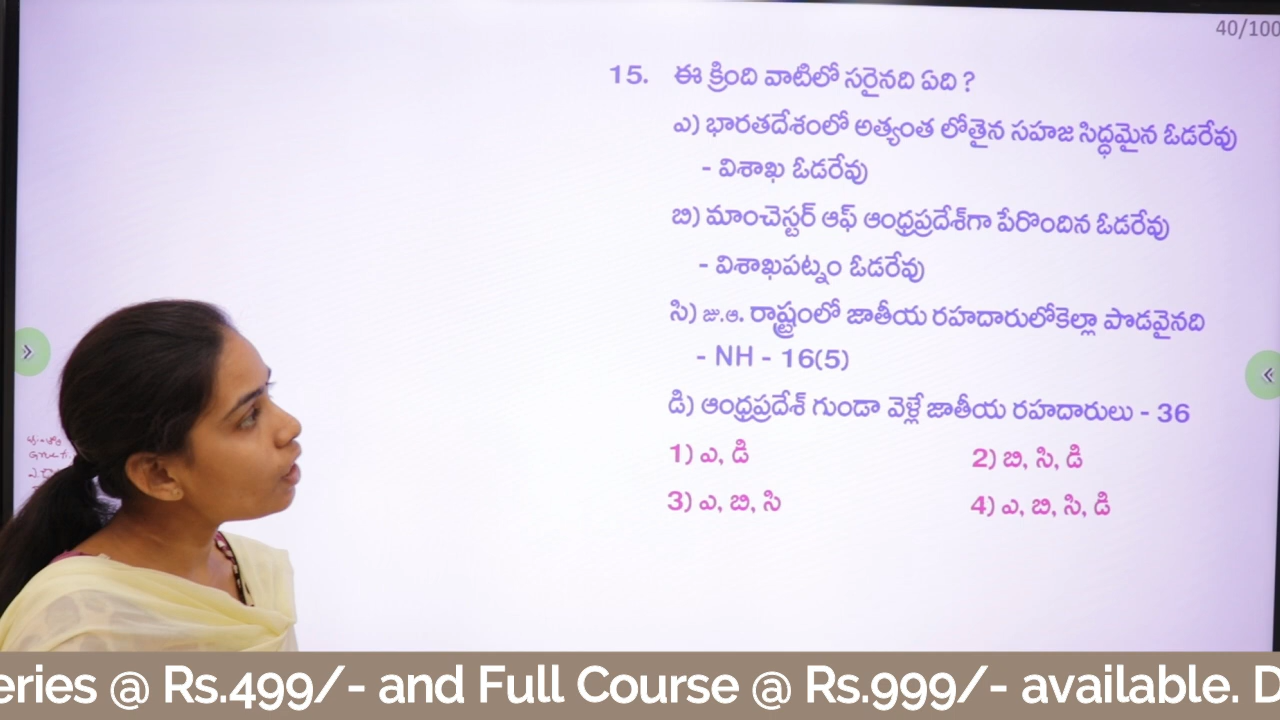 40/100
15. ఈ క్రింది వాటిలో సరైనది ఏది ?
ఎ) భారతదేశంలో అత్యంత లోతైన సహజ సిద్ధమైన ఓడరేవు
- విశాఖ ఓడరేవు
బి) మాంచెస్టర్ ఆఫ్ ఆంధ్రప్రదేశ్‌గా పేరొందిన ఓడరేవు
- విశాఖపట్నం ఓడరేవు
సి) జు.ఆ. రాష్ట్రంలో జాతీయ రహదారులోకెల్లా పొడవైనది
- NH - 16(5)
డి) ఆంధ్రప్రదేశ్ గుండా వెళ్లే జాతీయ రహదారులు - 36
1) ఎ, డి 2) బి, సి, డి
3) ఎ, బి, సి 4) ఎ, బి, సి, డి
eries @ Rs.499/- and Full Course @ Rs.999/- available. D